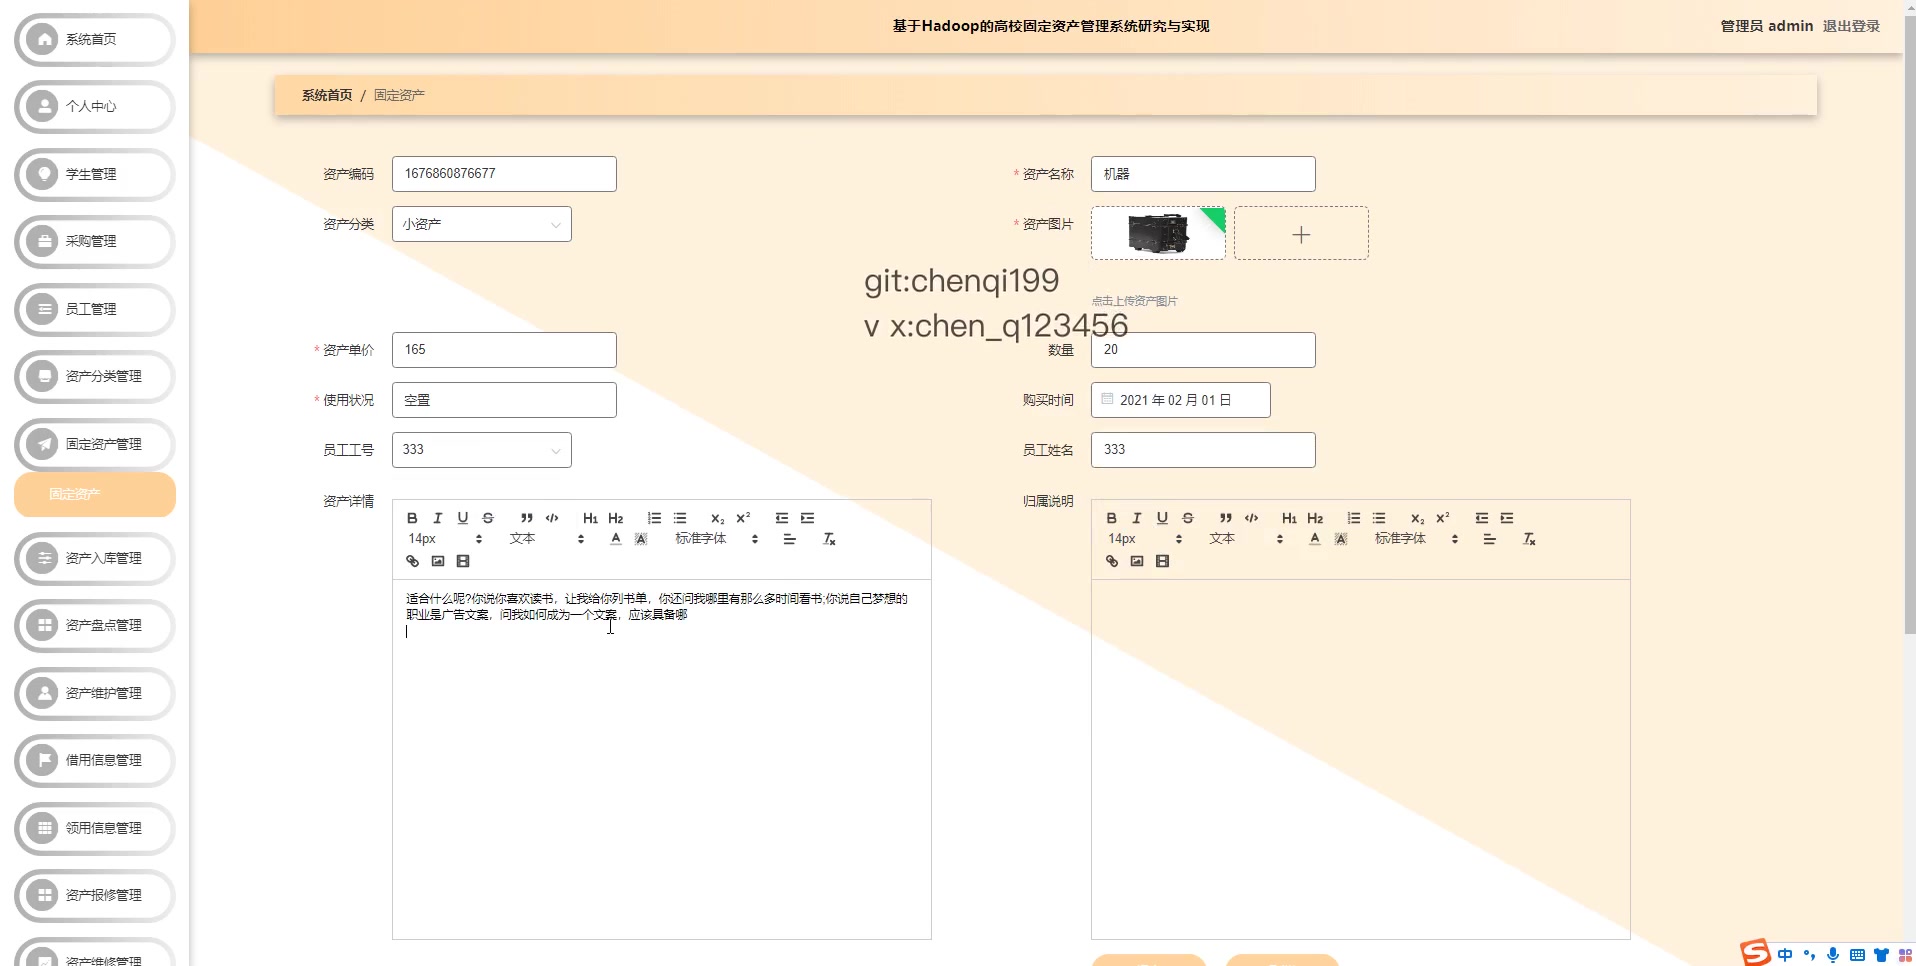 基于Hadoop的高校固定资产管理系统研究与实现
管理员 admin 退出登录
系统首页
个人中心
学生管理
采购管理
员工管理
资产分类管理
固定资产管理
固定资产
资产入库管理
资产盘点管理
资产维护管理
借用信息管理
领用信息管理
资产报修管理
资产维修管理
系统首页 / 固定资产
资产编码 1676860876677
* 资产名称 机器
资产分类 小资产
* 资产图片
git:chenqi199
点击上传资产图片
v x:chen_q123456
* 资产单价 165
数量 20
* 使用状况 空置
购买时间 2021 年 02 月 01 日
员工工号 333
员工姓名 333
资产详情
B I U S H1 H2 X2 X2
14px 文本 A A 标准字体
适合什么呢?你说你喜欢读书，让我给你列书单，你还问我哪里有那么多时间看书;你说自己梦想的
职业是广告文案，问我如何成为一个文案，应该具备哪
归属说明
B I U S H1 H2 X2 X2
14px 文本 A A 标准字体
中